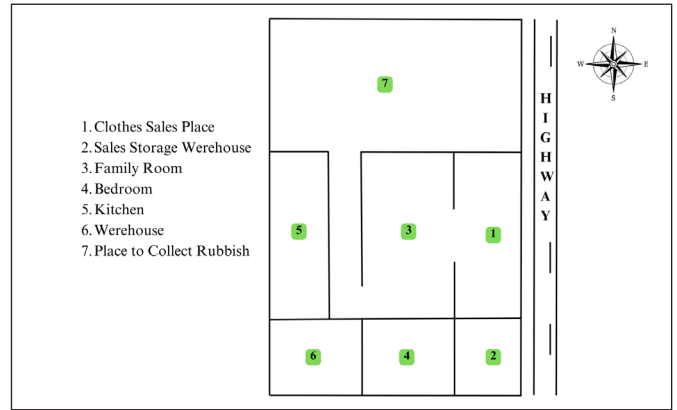 N
W E
S
7
H
I
G
H
W
A
Y
1. Clothes Sales Place
2. Sales Storage Werehouse
3. Family Room
4. Bedroom
5. Kitchen
6. Werehouse
7. Place to Collect Rubbish
5 3 1
6 4 2